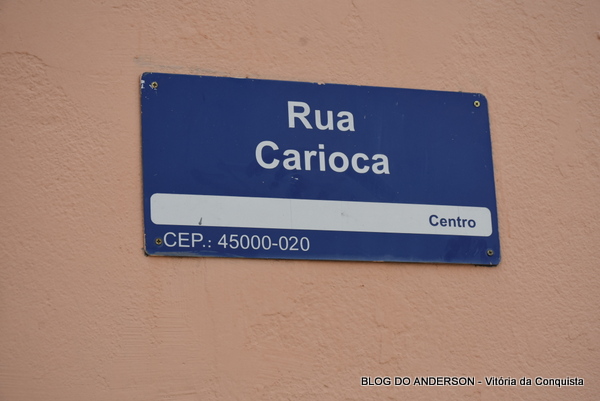 Rua
Carioca
Centro
CEP.: 45000-020
BLOG DO ANDERSON - Vitória da Conquista